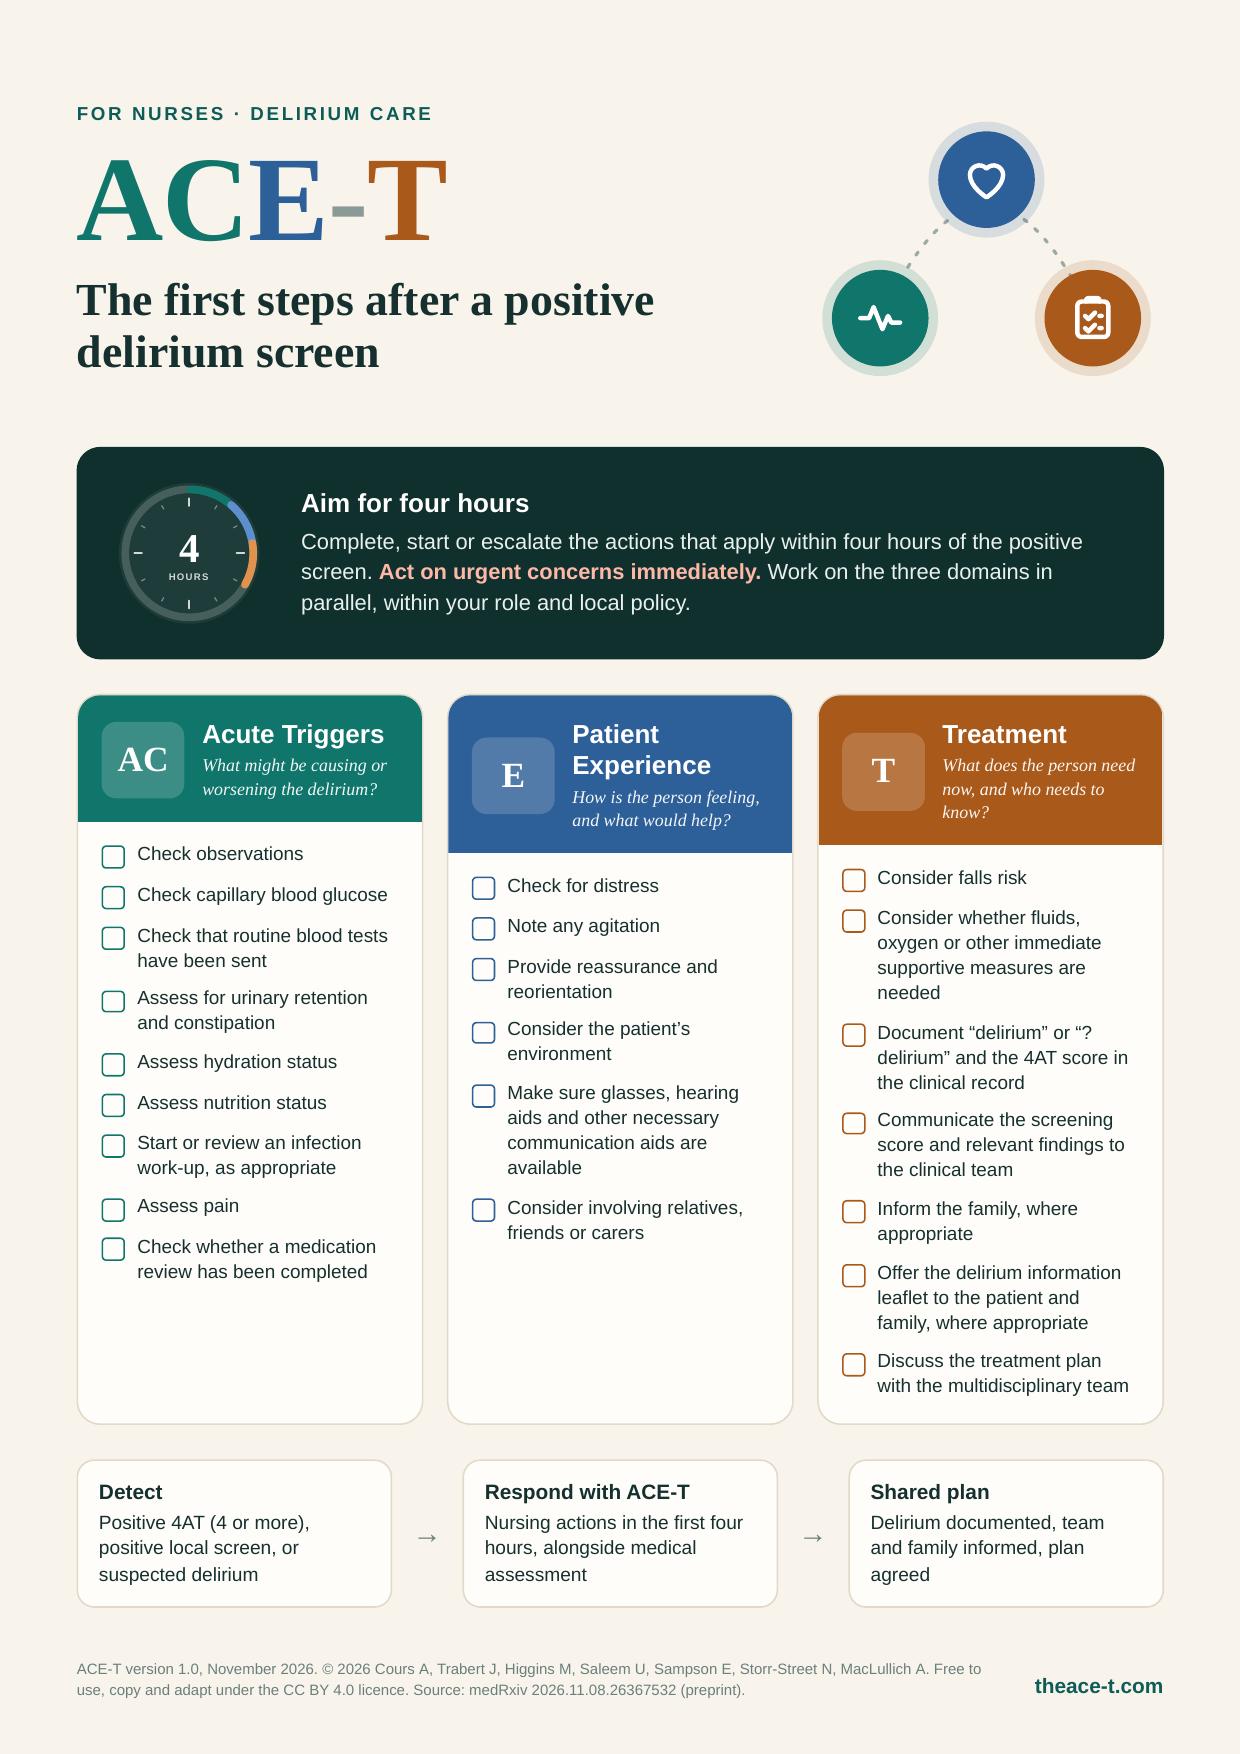 FOR NURSES · DELIRIUM CARE
ACE-T
The first steps after a positive
delirium screen
4
HOURS
Aim for four hours
Complete, start or escalate the actions that apply within four hours of the positive
screen. Act on urgent concerns immediately. Work on the three domains in
parallel, within your role and local policy.
AC
Acute Triggers
What might be causing or
worsening the delirium?
Check observations
Check capillary blood glucose
Check that routine blood tests
have been sent
Assess for urinary retention
and constipation
Assess hydration status
Assess nutrition status
Start or review an infection
work-up, as appropriate
Assess pain
Check whether a medication
review has been completed
E
Patient
Experience
How is the person feeling,
and what would help?
Check for distress
Note any agitation
Provide reassurance and
reorientation
Consider the patient’s
environment
Make sure glasses, hearing
aids and other necessary
communication aids are
available
Consider involving relatives,
friends or carers
T
Treatment
What does the person need
now, and who needs to
know?
Consider falls risk
Consider whether fluids,
oxygen or other immediate
supportive measures are
needed
Document “delirium” or “?
delirium” and the 4AT score in
the clinical record
Communicate the screening
score and relevant findings to
the clinical team
Inform the family, where
appropriate
Offer the delirium information
leaflet to the patient and
family, where appropriate
Discuss the treatment plan
with the multidisciplinary team
Detect
Positive 4AT (4 or more),
positive local screen, or
suspected delirium
→
Respond with ACE-T
Nursing actions in the first four
hours, alongside medical
assessment
→
Shared plan
Delirium documented, team
and family informed, plan
agreed
ACE-T version 1.0, November 2026. © 2026 Cours A, Trabert J, Higgins M, Saleem U, Sampson E, Storr-Street N, MacLullich A. Free to
use, copy and adapt under the CC BY 4.0 licence. Source: medRxiv 2026.11.08.26367532 (preprint).
theace-t.com